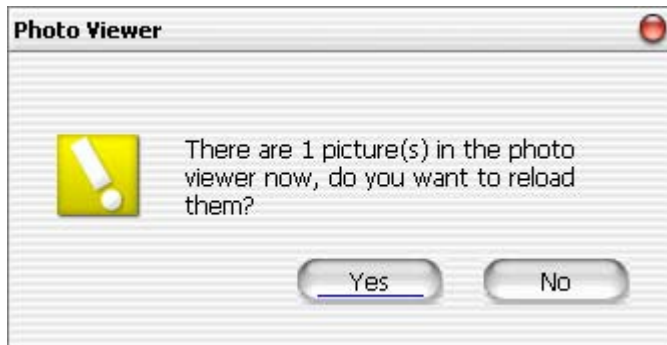 Photo Viewer
There are 1 picture(s) in the photo
viewer now, do you want to reload
them?
Yes
No